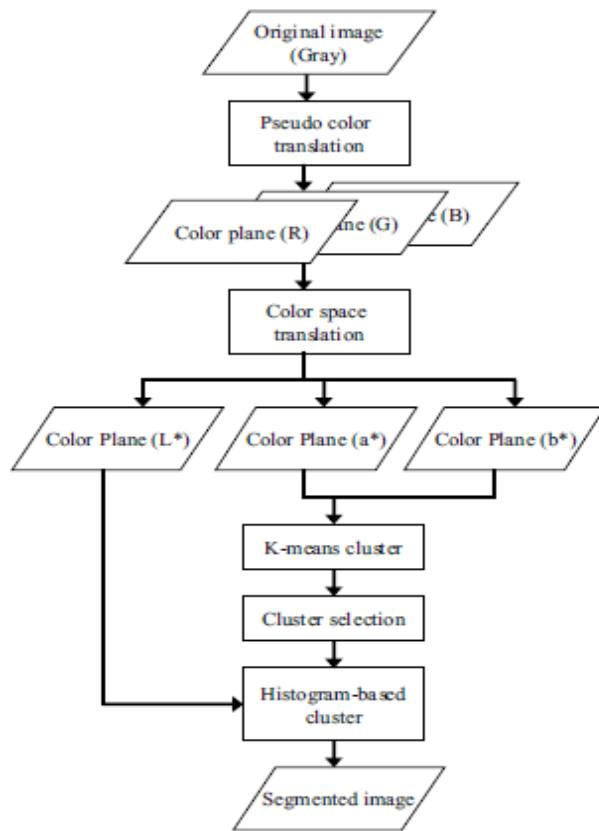 Original image
(Gray)
Pseudo color
translation
Color plane (R)
ane (G)
e (B)
Color space
translation
Color Plane (L*)
Color Plane (a*)
Color Plane (b*)
K-means cluster
Cluster selection
Histogram-based
cluster
Segmented image